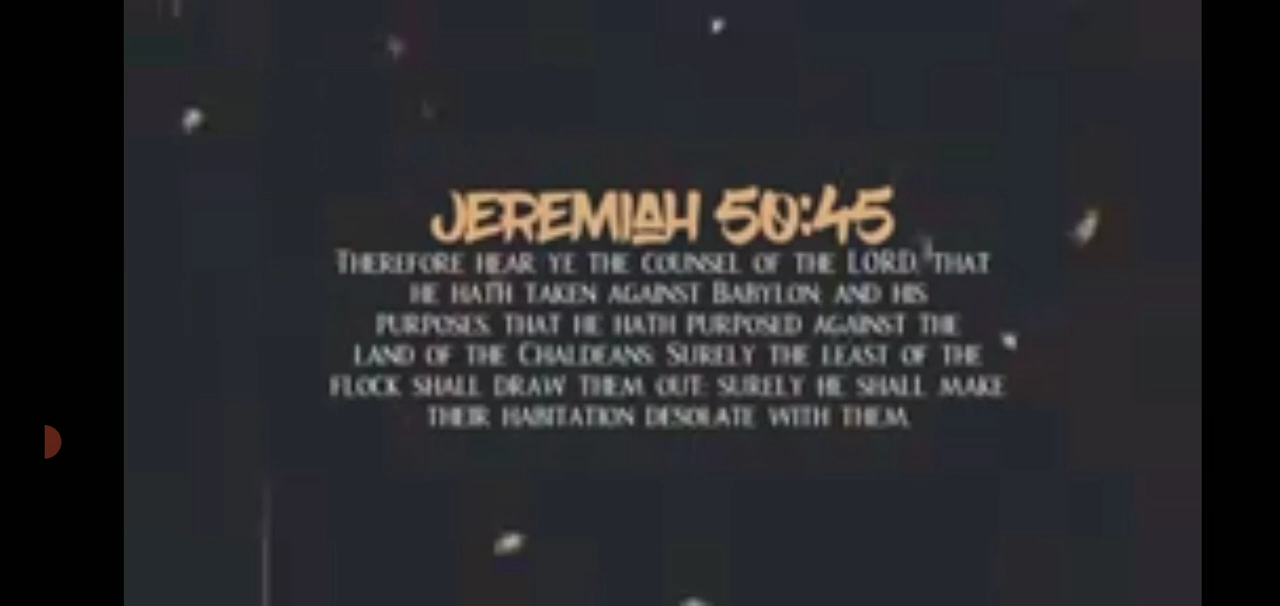 JEREMIAH 50:45
THEREFORE HEAR YE THE COUNSEL OF THE LORD, THAT
HE HATH TAKEN AGAINST BABYLON; AND HIS
PURPOSES, THAT HE HATH PURPOSED AGAINST THE
LAND OF THE CHALDEANS: SURELY THE LEAST OF THE
FLOCK SHALL DRAW THEM OUT: SURELY HE SHALL MAKE
THEIR HABITATION DESOLATE WITH THEM.